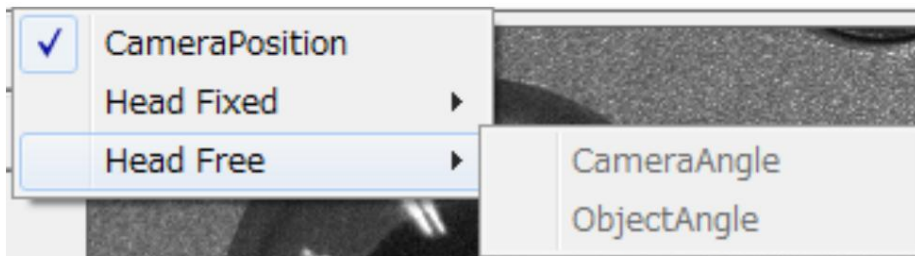 CameraPosition
Head Fixed
Head Free
CameraAngle
ObjectAngle